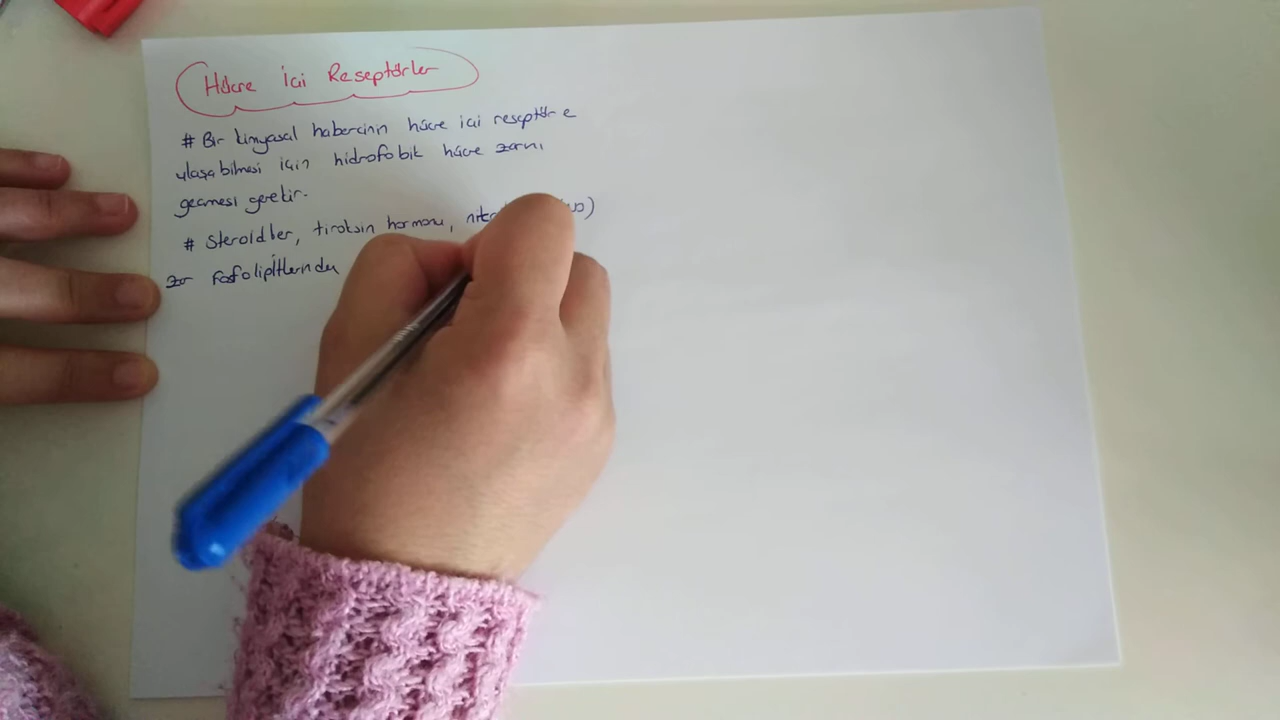 Hücre İçi Reseptörler
# Bir kimyasal habercinin hücre içi reseptöre
ulaşabilmesi için hidrofobik hücre zarını
geçmesi gerekir.
# Steroidler, tiroksin hormonu,
zar fosfolipitlerinden